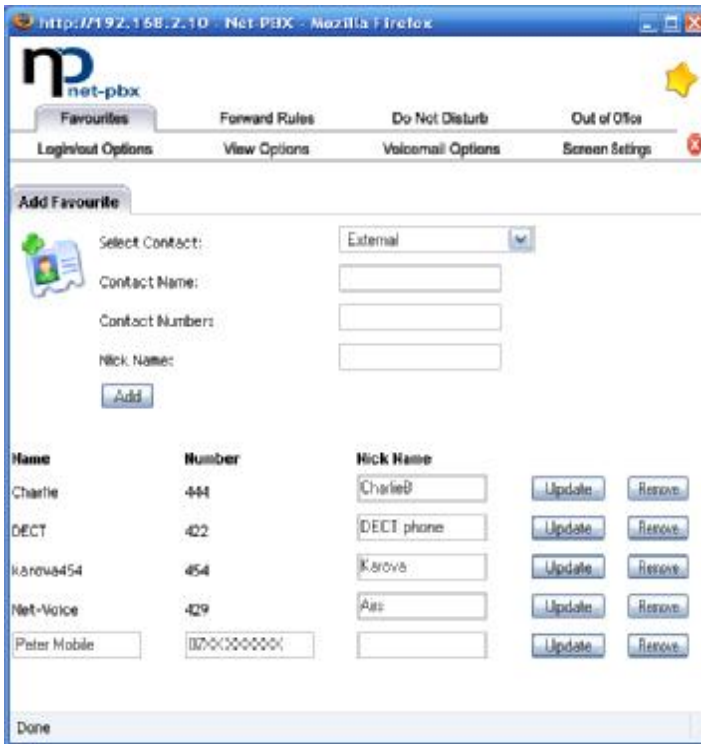 http://192.168.2.10 - Net-PBX - Mozilla Firefox
np
net-pbx
Favourites Forward Rules Do Not Disturb Out of Office
Login/out Options View Options Voicemail Options Screen Settings
Add Favourite
Select Contact: External
Contact Name:
Contact Number:
Nick Name:
Add
Name Number Nick Name
Charlie 444 CharlieB Update Remove
DECT 422 DECT phone Update Remove
karova454 454 Karova Update Remove
Net-Voice 429 Update Remove
Peter Mobile Update Remove
Done